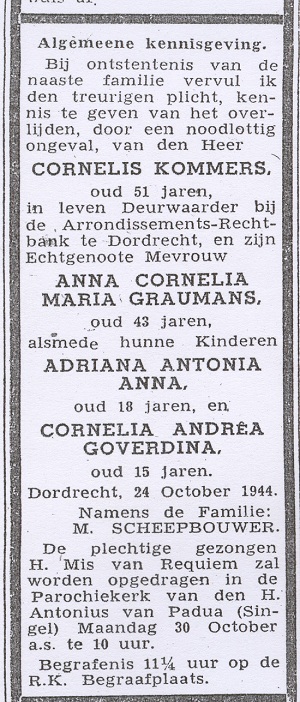 Algemeene kennisgeving.
Bij ontstentenis van de
naaste familie vervul ik
den treurigen plicht, ken-
nis te geven van het over-
lijden, door een noodlottig
ongeval, van den Heer
CORNELIS KOMMERS,
oud 51 jaren,
in leven Deurwaarder bij
de Arrondissements-Recht-
bank te Dordrecht, en zijn
Echtgenoote Mevrouw
ANNA CORNELIA
MARIA GRAUMANS,
oud 43 jaren,
alsmede hunne Kinderen
ADRIANA ANTONIA
ANNA,
oud 18 jaren, en
CORNELIA ANDRÉA
GOVERDINA,
oud 15 jaren.
Dordrecht, 24 October 1944.
Namens de Familie:
M. SCHEEPBOUWER.
De plechtige gezongen
H. Mis van Requiem zal
worden opgedragen in de
Parochiekerk van den H.
Antonius van Padua (Sin-
gel) Maandag 30 October
a.s. te 10 uur.
Begrafenis 11¼ uur op de
R.K. Begraafplaats.